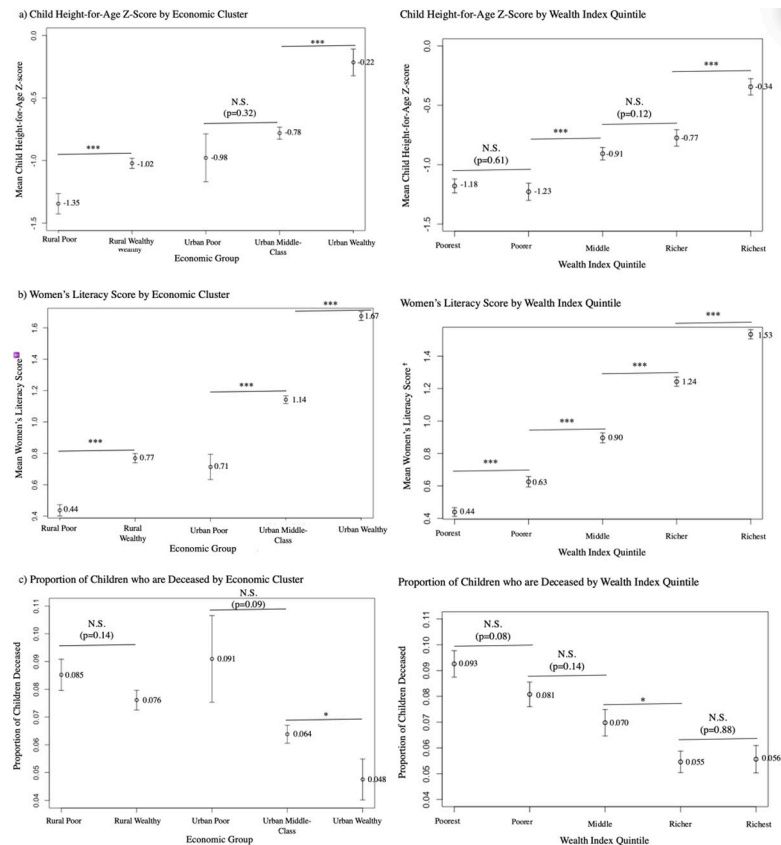 a) Child Height-for-Age Z-Score by Economic Cluster
Mean Child Height-for-Age Z-score
0.0
-0.5
-1.0
-1.5
***
N.S.
(p=0.32)
***
-1.35
-1.02
-0.98
-0.78
-0.22
Rural Poor
Rural Wealthy
Wealthy
Urban Poor
Urban Middle-
Class
Urban Wealthy
Economic Group
Child Height-for-Age Z-Score by Wealth Index Quintile
Mean Child Height-for-Age Z-score
0.0
-0.5
-1.0
-1.5
N.S.
(p=0.61)
***
N.S.
(p=0.12)
***
-1.18
-1.23
-0.91
-0.77
-0.34
Poorest
Poorer
Middle
Richer
Richest
Wealth Index Quintile
b) Women's Literacy Score by Economic Cluster
Mean Women's Literacy Score
1.6
1.4
1.2
1.0
0.8
0.6
0.4
***
***
***
0.44
0.77
0.71
1.14
1.67
Rural Poor
Rural
Wealthy
Urban Poor
Urban Middle-
Class
Urban Wealthy
Economic Group
Women's Literacy Score by Wealth Index Quintile
Mean Women's Literacy Score
1.4
1.2
1.0
0.8
0.6
0.4
***
***
***
***
0.44
0.63
0.90
1.24
1.53
Poorest
Poorer
Middle
Richer
Richest
Wealth Index Quintile
c) Proportion of Children who are Deceased by Economic Cluster
Proportion of Children Deceased
0.11
0.10
0.09
0.08
0.07
0.06
0.05
0.04
N.S.
(p=0.14)
N.S.
(p=0.09)
*
0.085
0.076
0.091
0.064
0.048
Rural Poor
Rural Wealthy
Urban Poor
Urban Middle-
Class
Urban Wealthy
Economic Group
Proportion of Children who are Deceased by Wealth Index Quintile
Proportion of Children Deceased
0.11
0.10
0.09
0.08
0.07
0.06
0.05
0.04
N.S.
(p=0.08)
N.S.
(p=0.14)
*
N.S.
(p=0.88)
0.093
0.081
0.070
0.055
0.056
Poorest
Poorer
Middle
Richer
Richest
Wealth Index Quintile